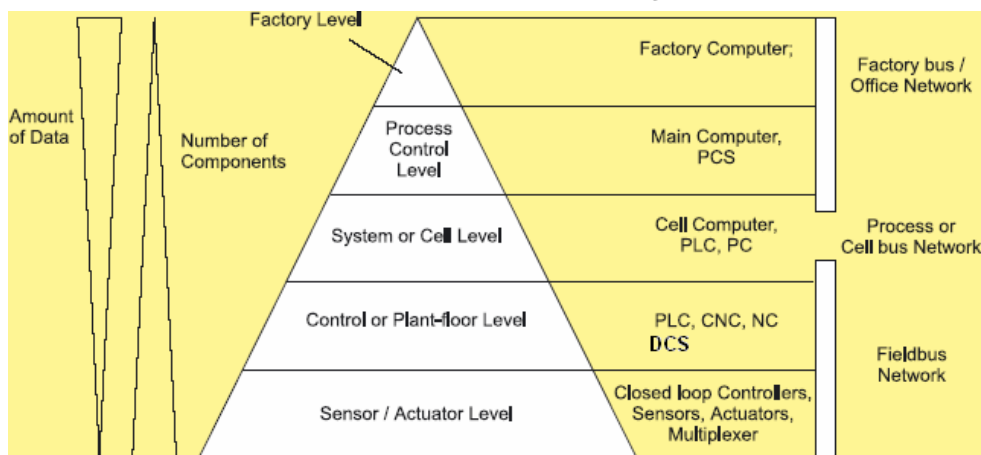 Factory Level
Factory Computer;
Factory bus /
Office Network
Amount
of Data
Number of
Components
Process
Control
Level
Main Computer,
PCS
System or Cell Level
Cell Computer,
PLC, PC
Process or
Cell bus Network
Control or Plant-floor Level
PLC, CNC, NC
DCS
Fieldbus
Network
Sensor / Actuator Level
Closed loop Controllers,
Sensors, Actuators,
Multiplexer